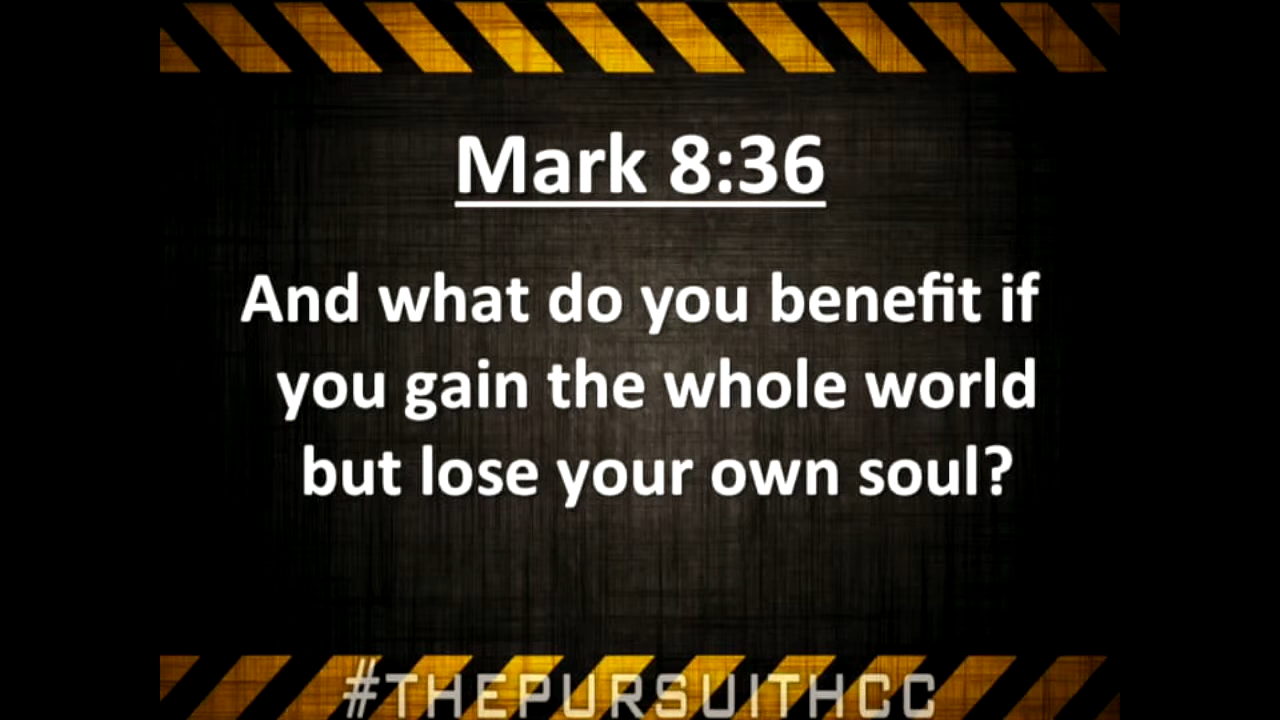 Mark 8:36
And what do you benefit if
you gain the whole world
but lose your own soul?
#THEPURSUITHCC